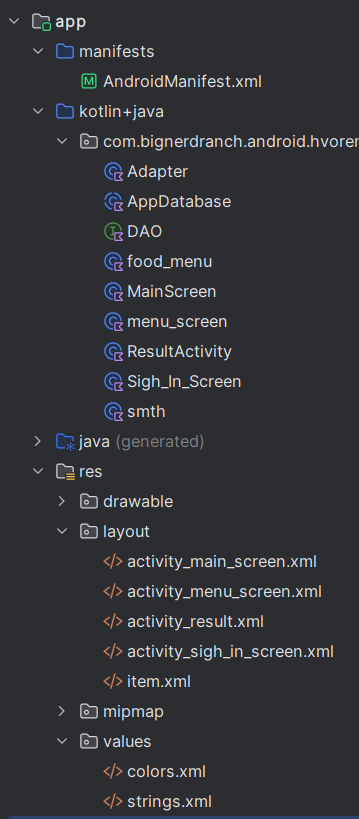 app
manifests
AndroidManifest.xml
kotlin+java
com.bignerdranch.android.hvoren
Adapter
AppDatabase
DAO
food_menu
MainScreen
menu_screen
ResultActivity
Sigh_In_Screen
smth
java (generated)
res
drawable
layout
activity_main_screen.xml
activity_menu_screen.xml
activity_result.xml
activity_sigh_in_screen.xml
item.xml
mipmap
values
colors.xml
strings.xml